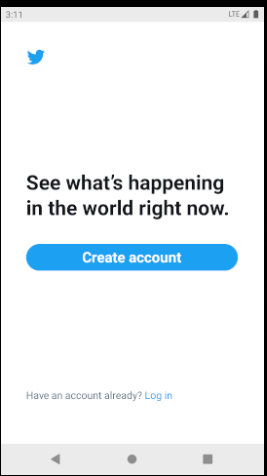 3:11 LTE
See what's happening
in the world right now.
Create account
Have an account already? Log in